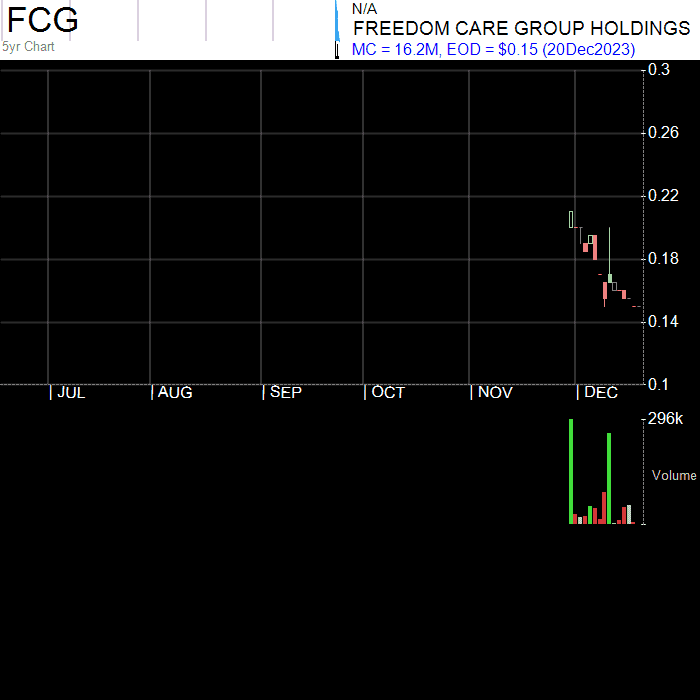 FCG
5yr Chart
N/A
FREEDOM CARE GROUP HOLDINGS
MC = 16.2M, EOD = $0.15 (20Dec2023)
0.3
0.26
0.22
0.18
0.14
0.1
| JUL | AUG | SEP | OCT | NOV | DEC
296k
Volume